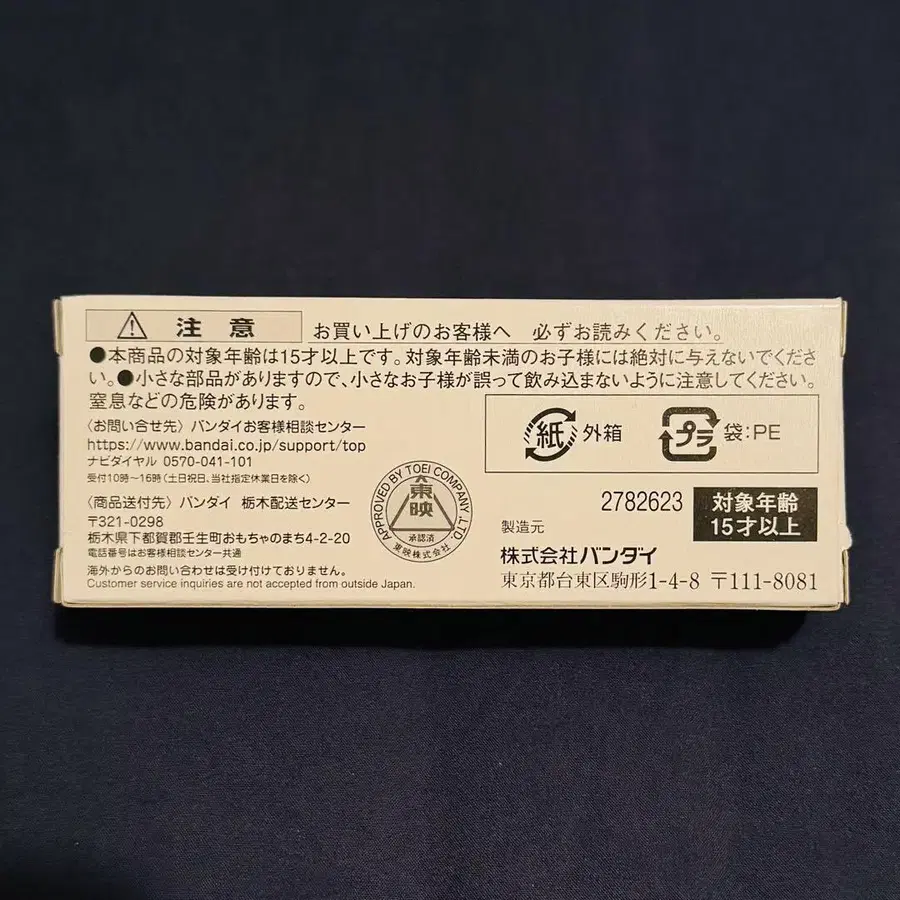 注意 お買い上げのお客様へ 必ずお読みください。
●本商品の対象年齢は15才以上です。対象年齢未満のお子様には絶対に与えないでくださ
い。●小さな部品がありますので、小さなお子様が誤って飲み込まないように注意してください。
窒息などの危険があります。
〈お問い合せ先〉バンダイお客様相談センター
https://www.bandai.co.jp/support/top
ナビダイヤル 0570-041-101
受付10時〜16時(土日祝日、当社指定休業日を除く)
〈商品送付先〉バンダイ 栃木配送センター
〒321-0298
栃木県下都賀郡壬生町おもちゃのまち4-2-20
電話番号はお客様相談センター共通
海外からのお問い合わせは受け付けておりません。
Customer service inquiries are not accepted from outside Japan.
APPROVED BY TOEI COMPANY, LTD.
東映
承認済
東映株式会社
紙 外箱
プラ 袋:PE
2782623
対象年齢
15才以上
製造元
株式会社バンダイ
東京都台東区駒形1-4-8 〒111-8081